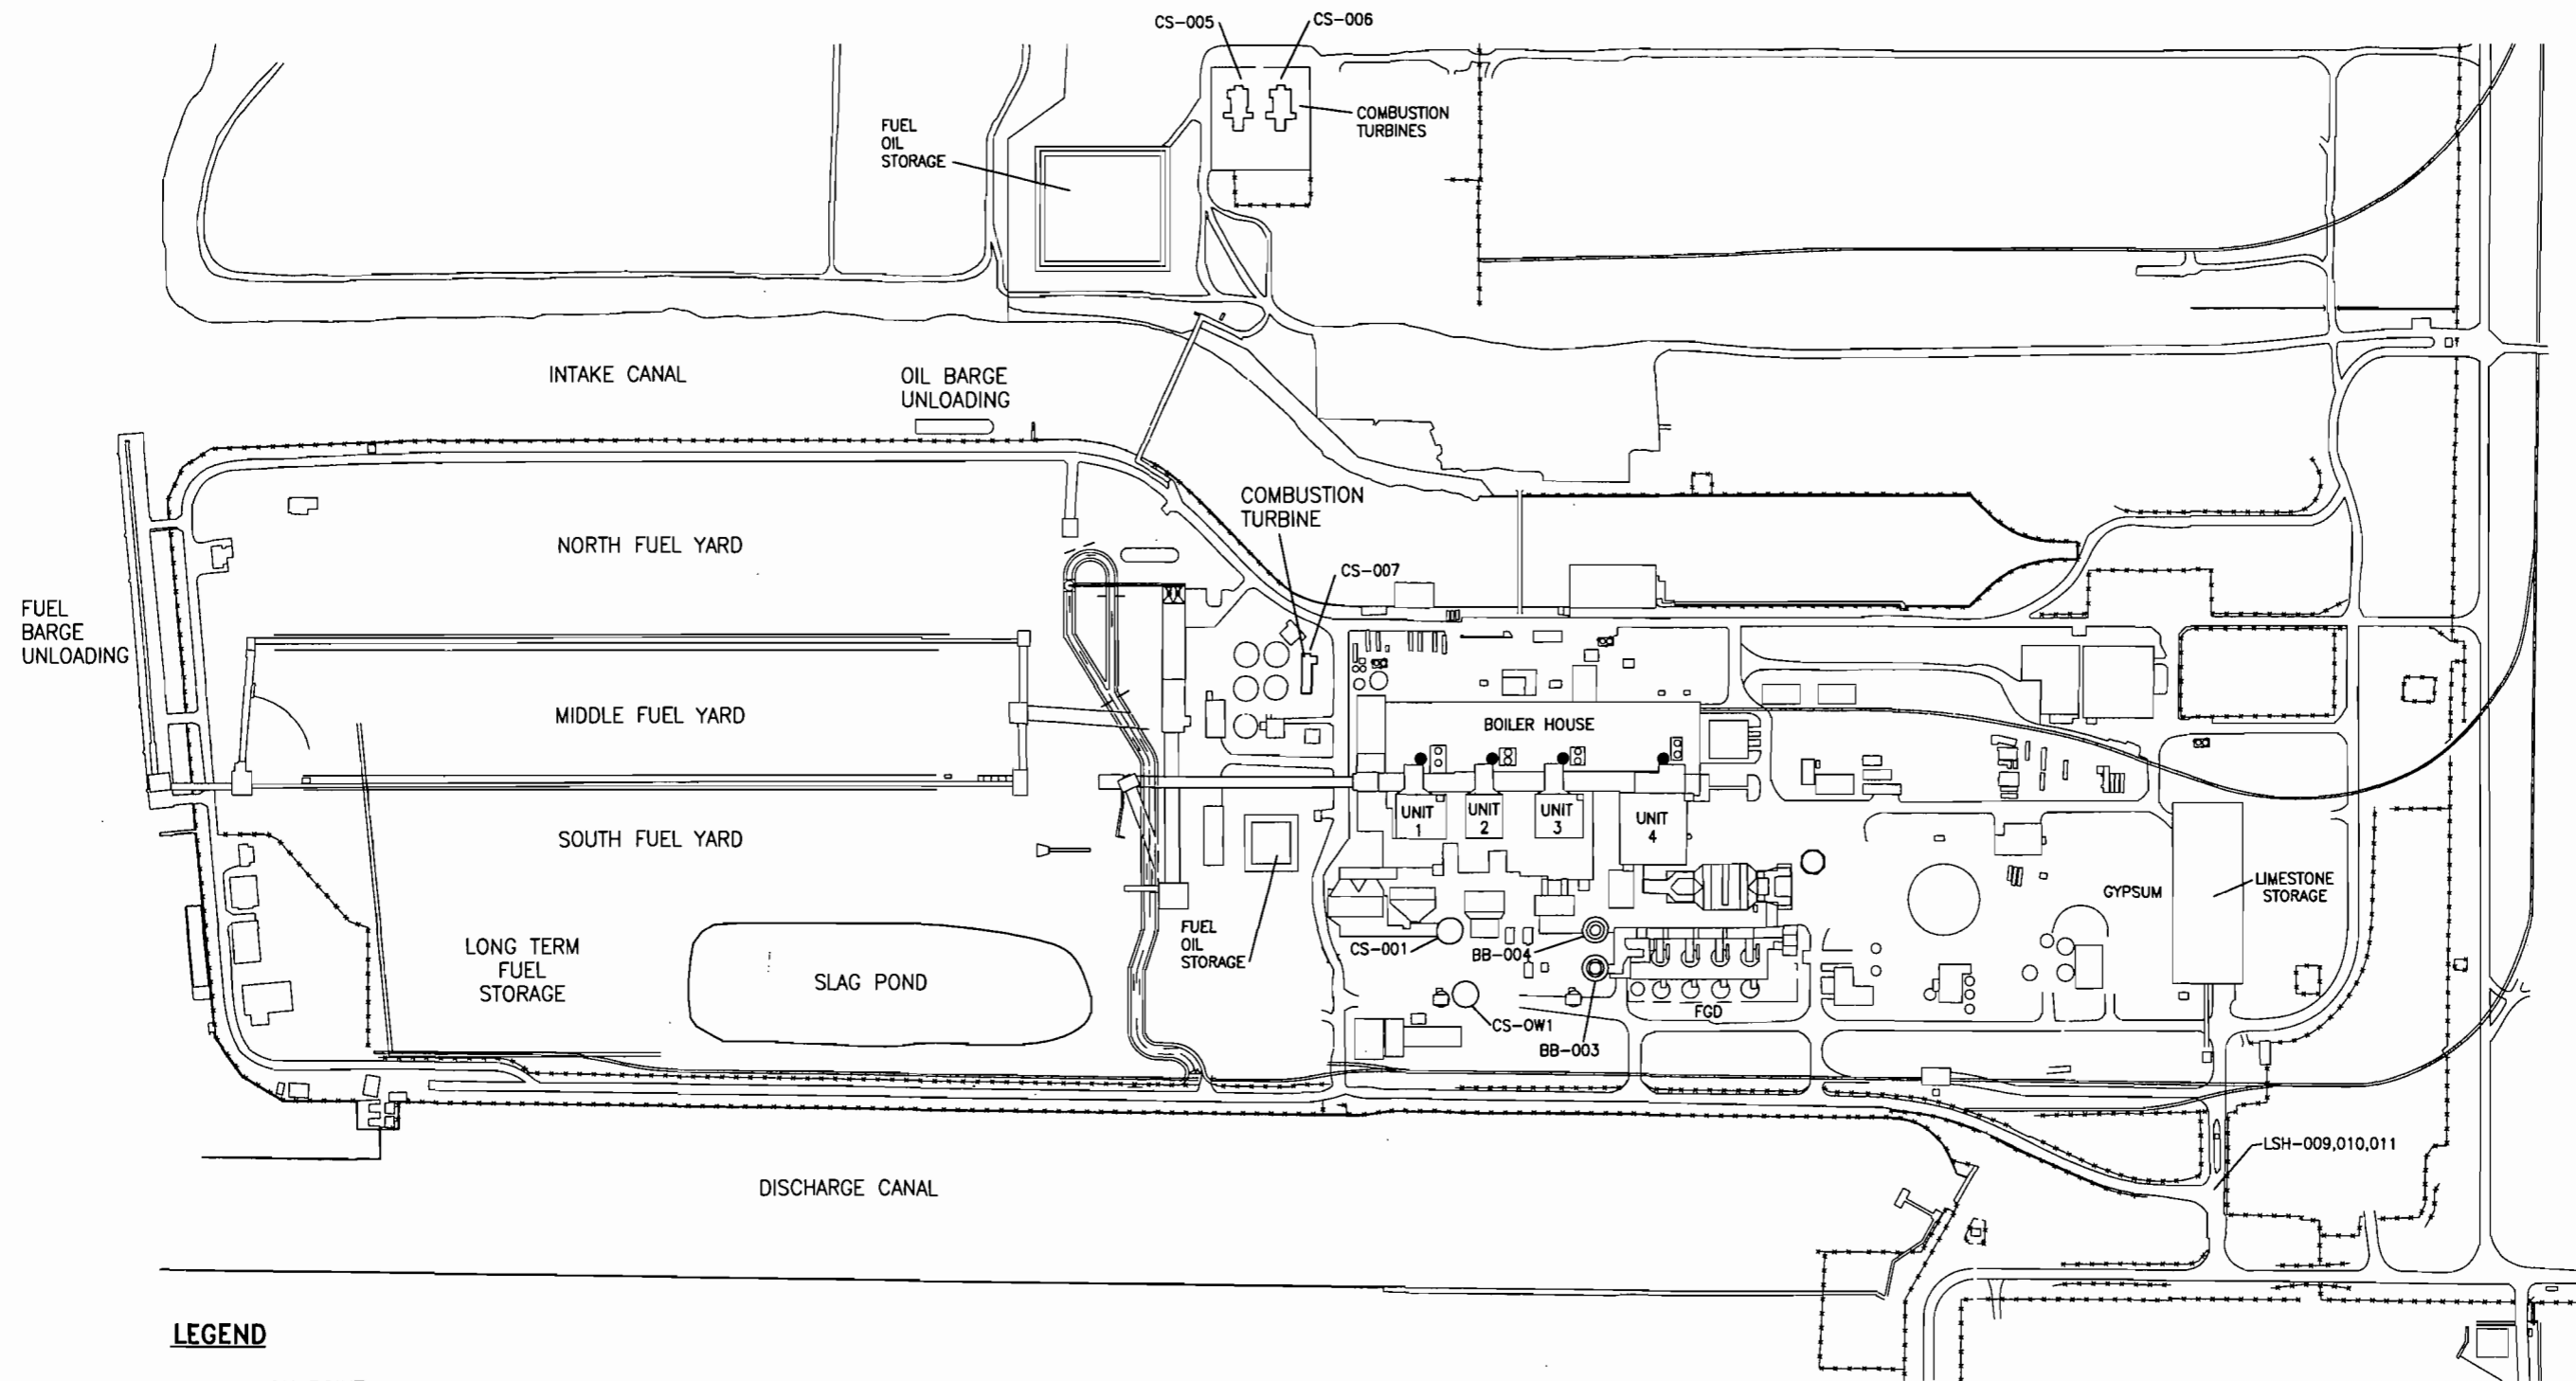 CS-005
CS-006
COMBUSTION
TURBINES
FUEL
OIL
STORAGE
INTAKE CANAL
OIL BARGE
UNLOADING
COMBUSTION
TURBINE
CS-007
NORTH FUEL YARD
FUEL
BARGE
UNLOADING
MIDDLE FUEL YARD
BOILER HOUSE
UNIT
1
UNIT
2
UNIT
3
UNIT
4
SOUTH FUEL YARD
GYPSUM
LIMESTONE
STORAGE
LONG TERM
FUEL
STORAGE
SLAG POND
FUEL
OIL
STORAGE
CS-001
BB-004
CS-0W1
BB-003
FGD
LSH-009,010,011
DISCHARGE CANAL
LEGEND